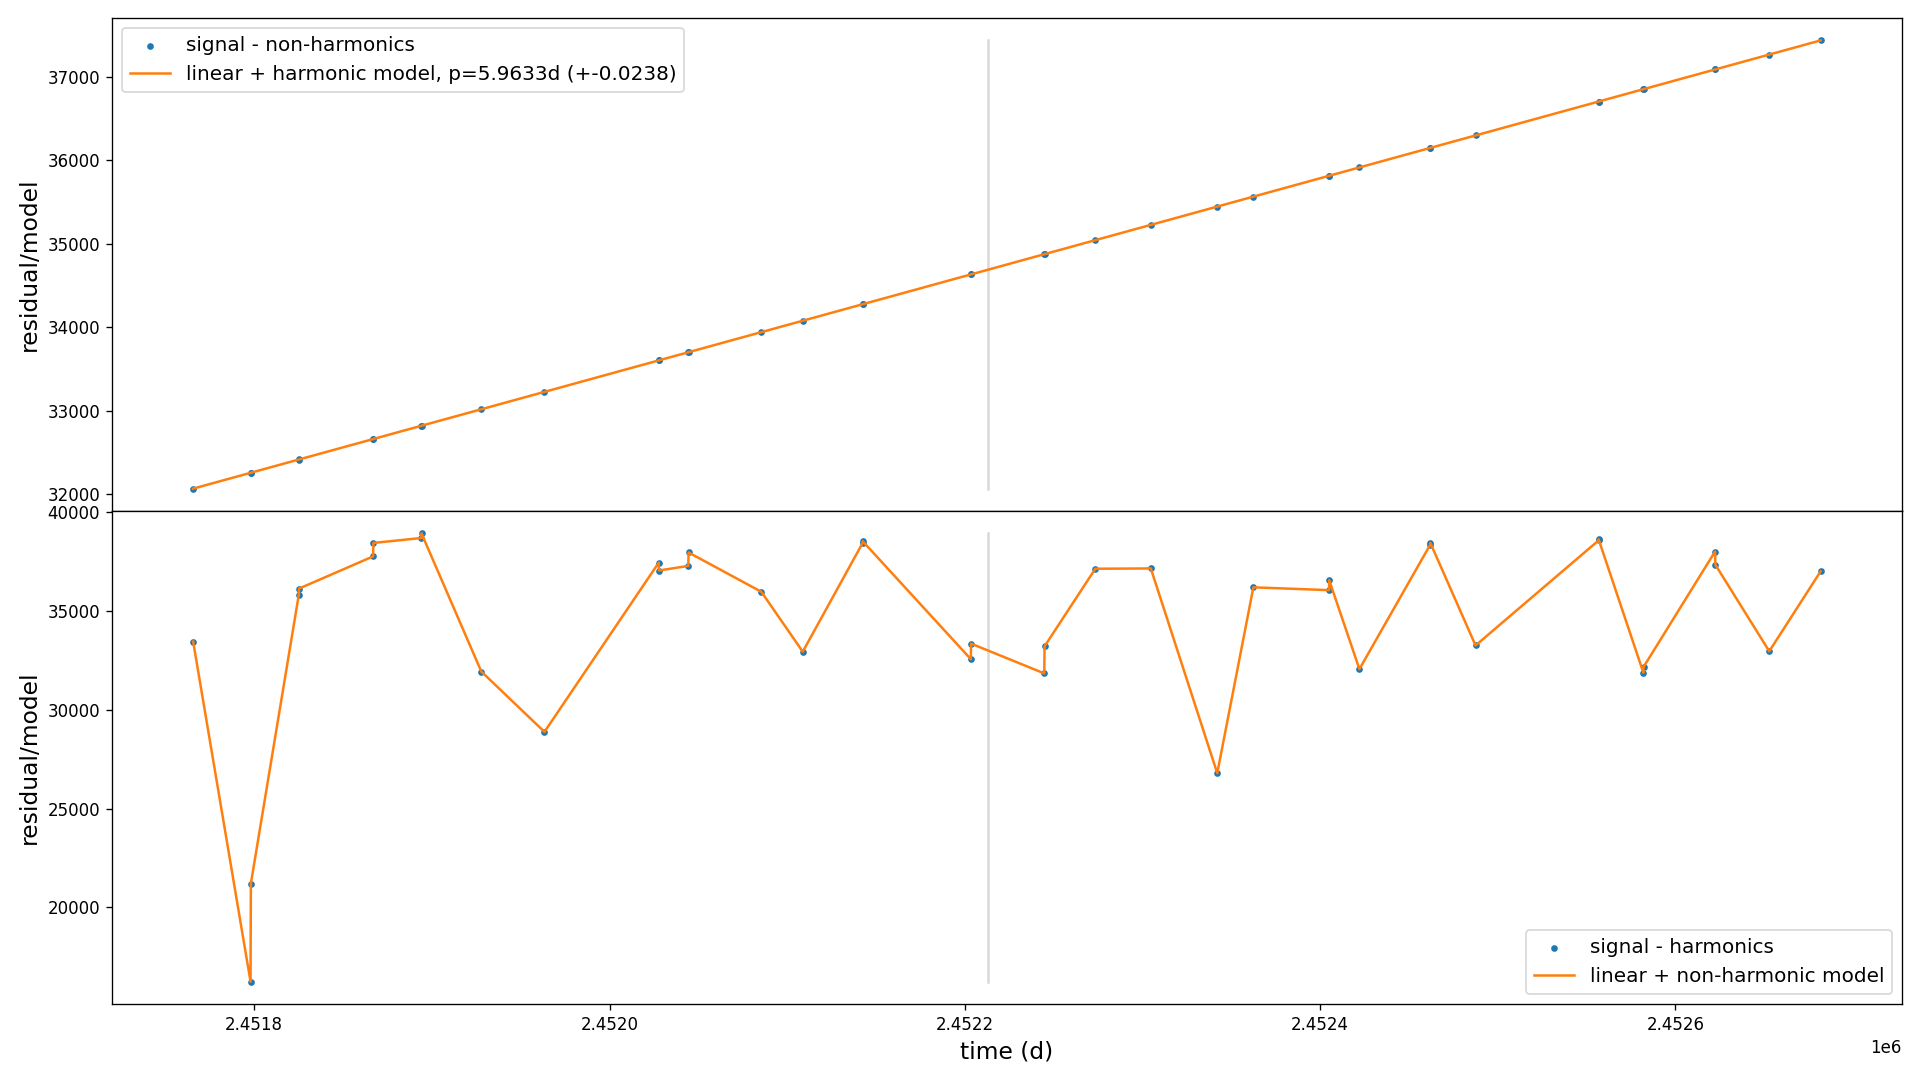 signal - non-harmonics
linear + harmonic model, p=5.9633d (+-0.0238)
37000
36000
35000
34000
33000
32000
residual/model
40000
35000
30000
25000
20000
residual/model
signal - harmonics
linear + non-harmonic model
2.4518
2.4520
2.4522
2.4524
2.4526
1e6
time (d)